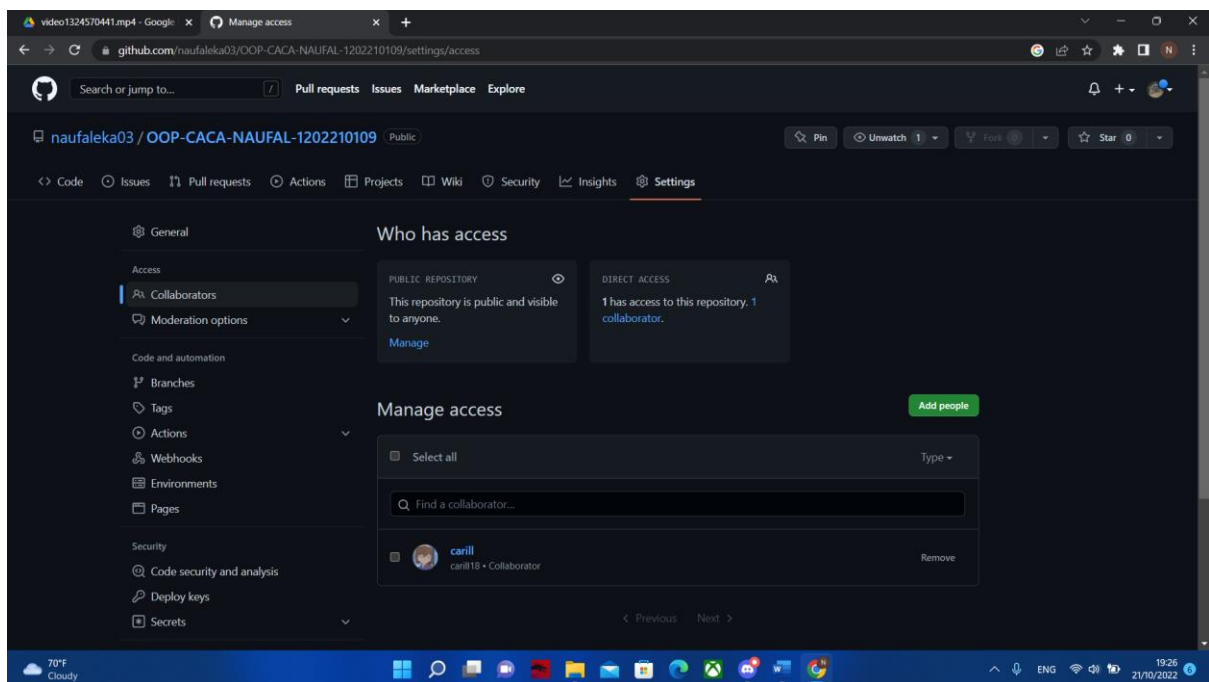 video1324570441.mp4 - Google
Manage access
github.com/naufaleka03/OOP-CACA-NAUFAL-1202210109/settings/access
N
Search or jump to...
/
Pull requests Issues Marketplace Explore
naufaleka03 / OOP-CACA-NAUFAL-1202210109 Public
Pin
Unwatch 1
Fork 0
Star 0
Code Issues Pull requests Actions Projects Wiki Security Insights Settings
General
Access
Collaborators
Moderation options
Code and automation
Branches
Tags
Actions
Webhooks
Environments
Pages
Security
Code security and analysis
Deploy keys
Secrets
Who has access
PUBLIC REPOSITORY
This repository is public and visible
to anyone.
Manage
DIRECT ACCESS
1 has access to this repository. 1
collaborator.
Manage access
Add people
Select all
Type
Find a collaborator...
carill
carill18 • Collaborator
Remove
< Previous Next >
70°F
Cloudy
ENG
19:26
21/10/2022
6